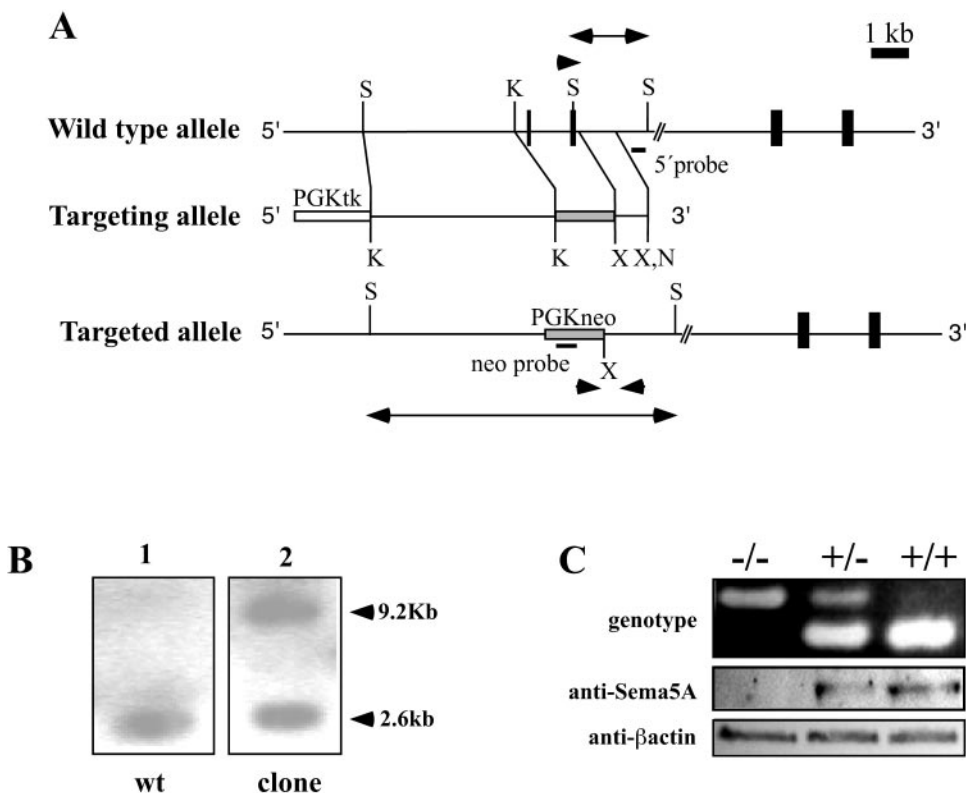 A
1 kb
S K S S
Wild type allele 5' 3'
5´probe
PGKtk
Targeting allele 5' 3'
K K X X,N
S S
PGKneo
Targeted allele 5' 3'
neo probe X
B
1 2
9.2Kb
2.6kb
wt clone
C
-/- +/- +/+
genotype
anti-Sema5A
anti-βactin